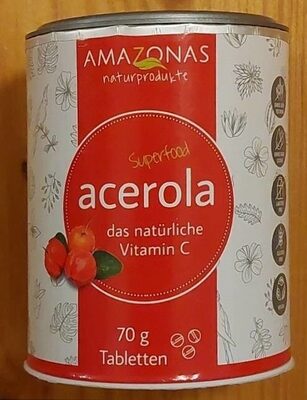 AMAZONAS
naturprodukte
Superfood
acerola
das natürliche
Vitamin C
70 g
Tabletten